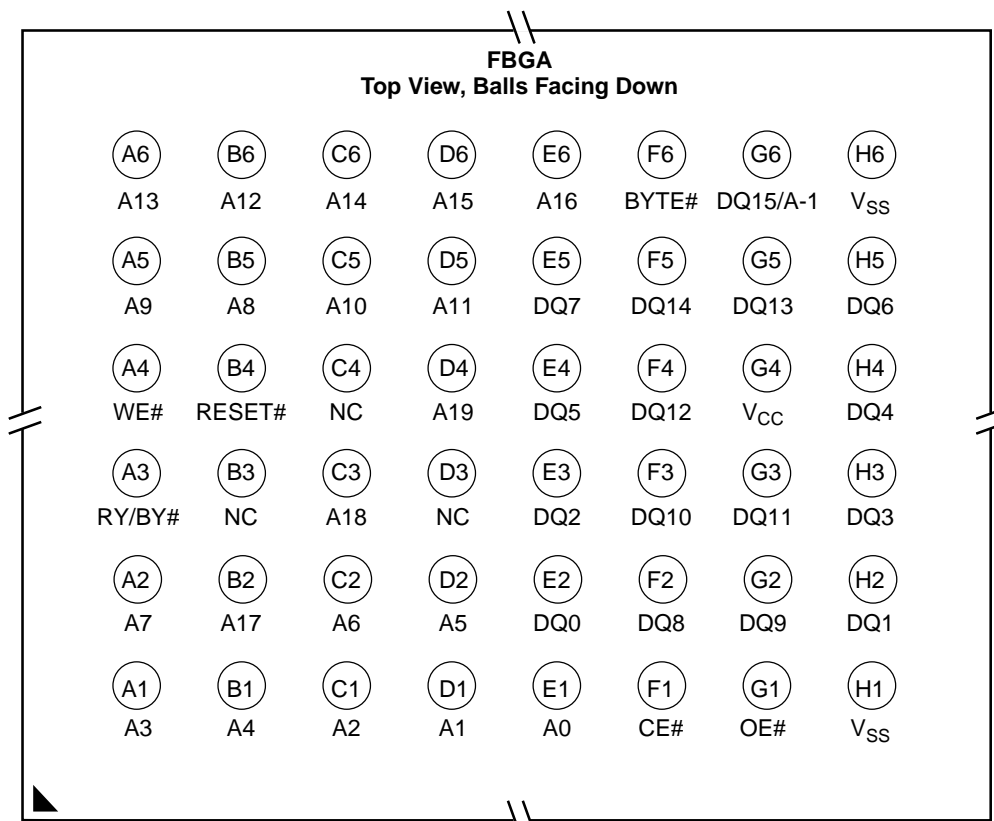 FBGA
Top View, Balls Facing Down
A6 B6 C6 D6 E6 F6 G6 H6
A13 A12 A14 A15 A16 BYTE# DQ15/A-1 VSS
A5 B5 C5 D5 E5 F5 G5 H5
A9 A8 A10 A11 DQ7 DQ14 DQ13 DQ6
A4 B4 C4 D4 E4 F4 G4 H4
WE# RESET# NC A19 DQ5 DQ12 VCC DQ4
A3 B3 C3 D3 E3 F3 G3 H3
RY/BY# NC A18 NC DQ2 DQ10 DQ11 DQ3
A2 B2 C2 D2 E2 F2 G2 H2
A7 A17 A6 A5 DQ0 DQ8 DQ9 DQ1
A1 B1 C1 D1 E1 F1 G1 H1
A3 A4 A2 A1 A0 CE# OE# VSS